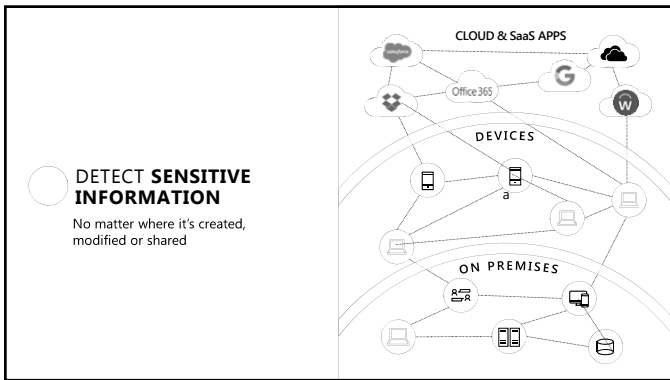 DETECT SENSITIVE
INFORMATION
No matter where it's created,
modified or shared
CLOUD & SaaS APPS
salesforce
G
Office 365
W
DEVICES
a
ON PREMISES